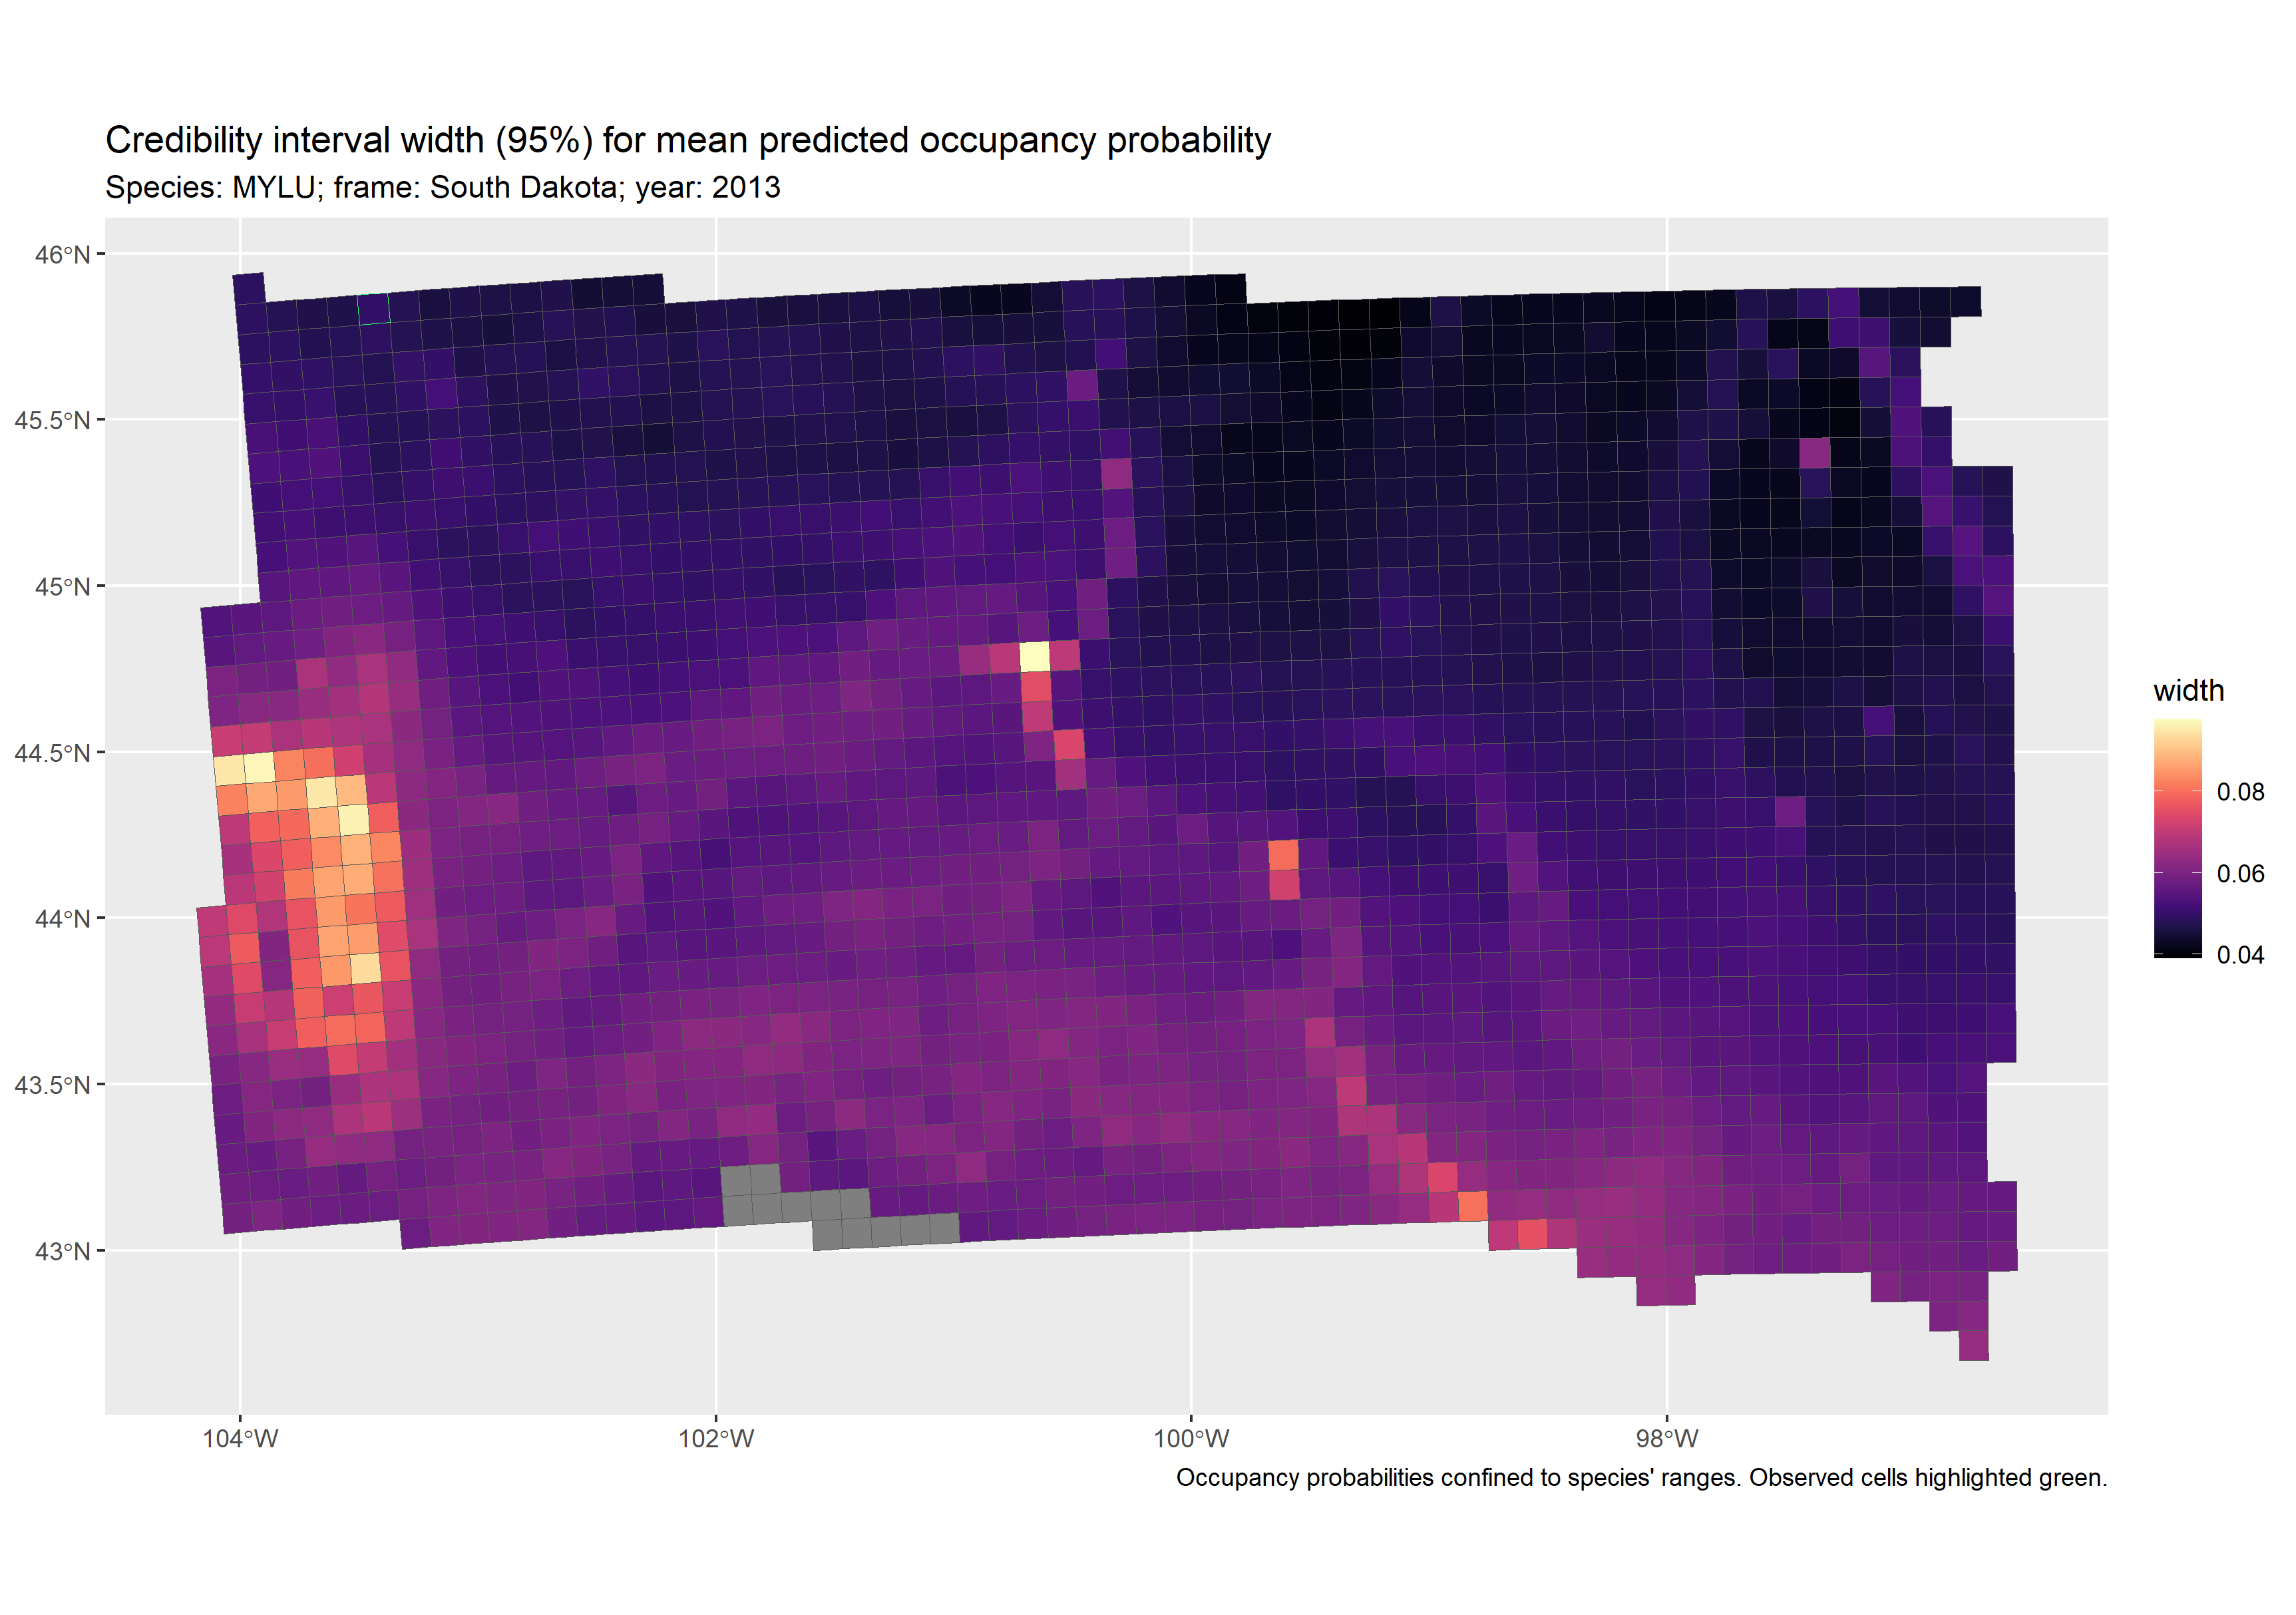 Credibility interval width (95%) for mean predicted occupancy probability
Species: MYLU; frame: South Dakota; year: 2013
46°N
45.5°N
45°N
44.5°N
44°N
43.5°N
43°N
104°W
102°W
100°W
98°W
width
0.08
0.06
0.04
Occupancy probabilities confined to species' ranges. Observed cells highlighted green.